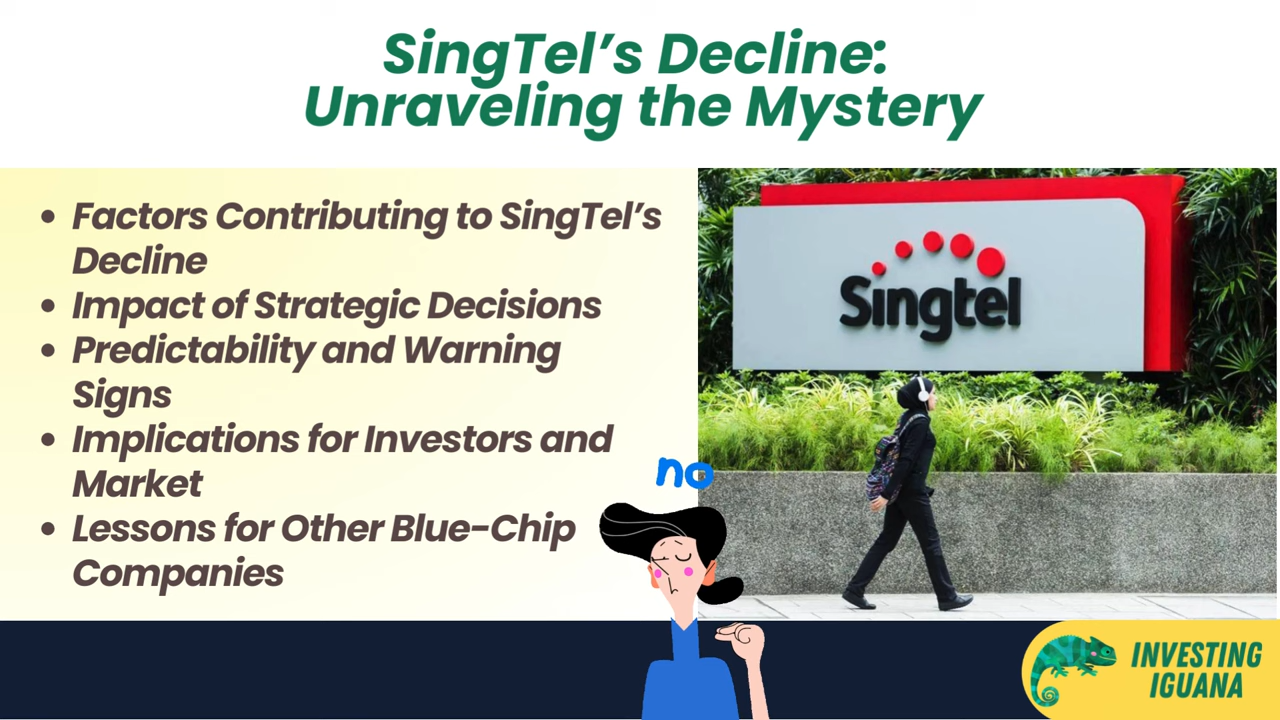 SingTel’s Decline:
Unraveling the Mystery
• Factors Contributing to SingTel’s
Decline
• Impact of Strategic Decisions
• Predictability and Warning
Signs
• Implications for Investors and
Market
• Lessons for Other Blue-Chip
Companies
Singtel
no
INVESTING
IGUANA